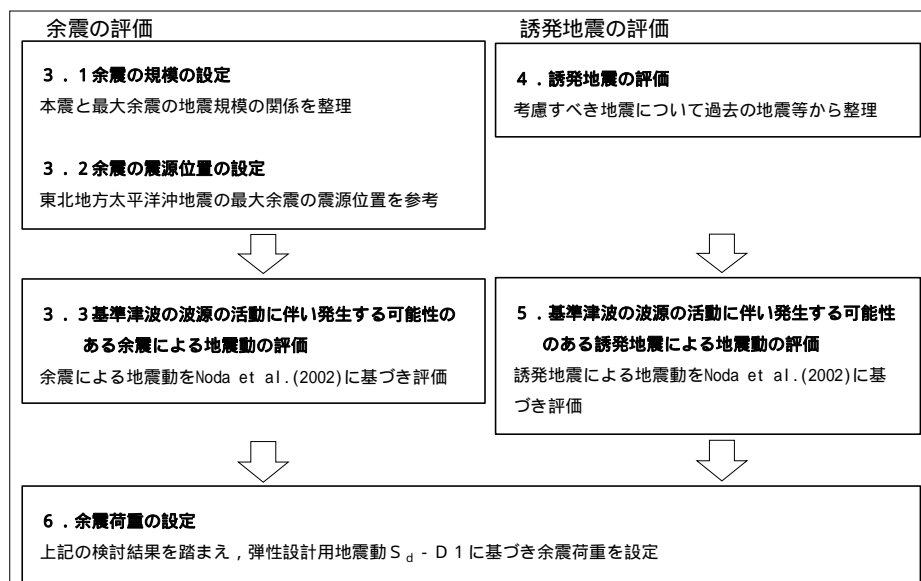 余震の評価
３．１余震の規模の設定
本震と最大余震の地震規模の関係を整理
３．２余震の震源位置の設定
東北地方太平洋沖地震の最大余震の震源位置を参考
３．３基準津波の波源の活動に伴い発生する可能性の
ある余震による地震動の評価
余震による地震動をNoda et al.(2002)に基づき評価
誘発地震の評価
４．誘発地震の評価
考慮すべき地震について過去の地震等から整理
５．基準津波の波源の活動に伴い発生する可能性
のある誘発地震による地震動の評価
誘発地震による地震動をNoda et al.(2002)に基
づき評価
６．余震荷重の設定
上記の検討結果を踏まえ，弾性設計用地震動Ｓd‐Ｄ１に基づき余震荷重を設定